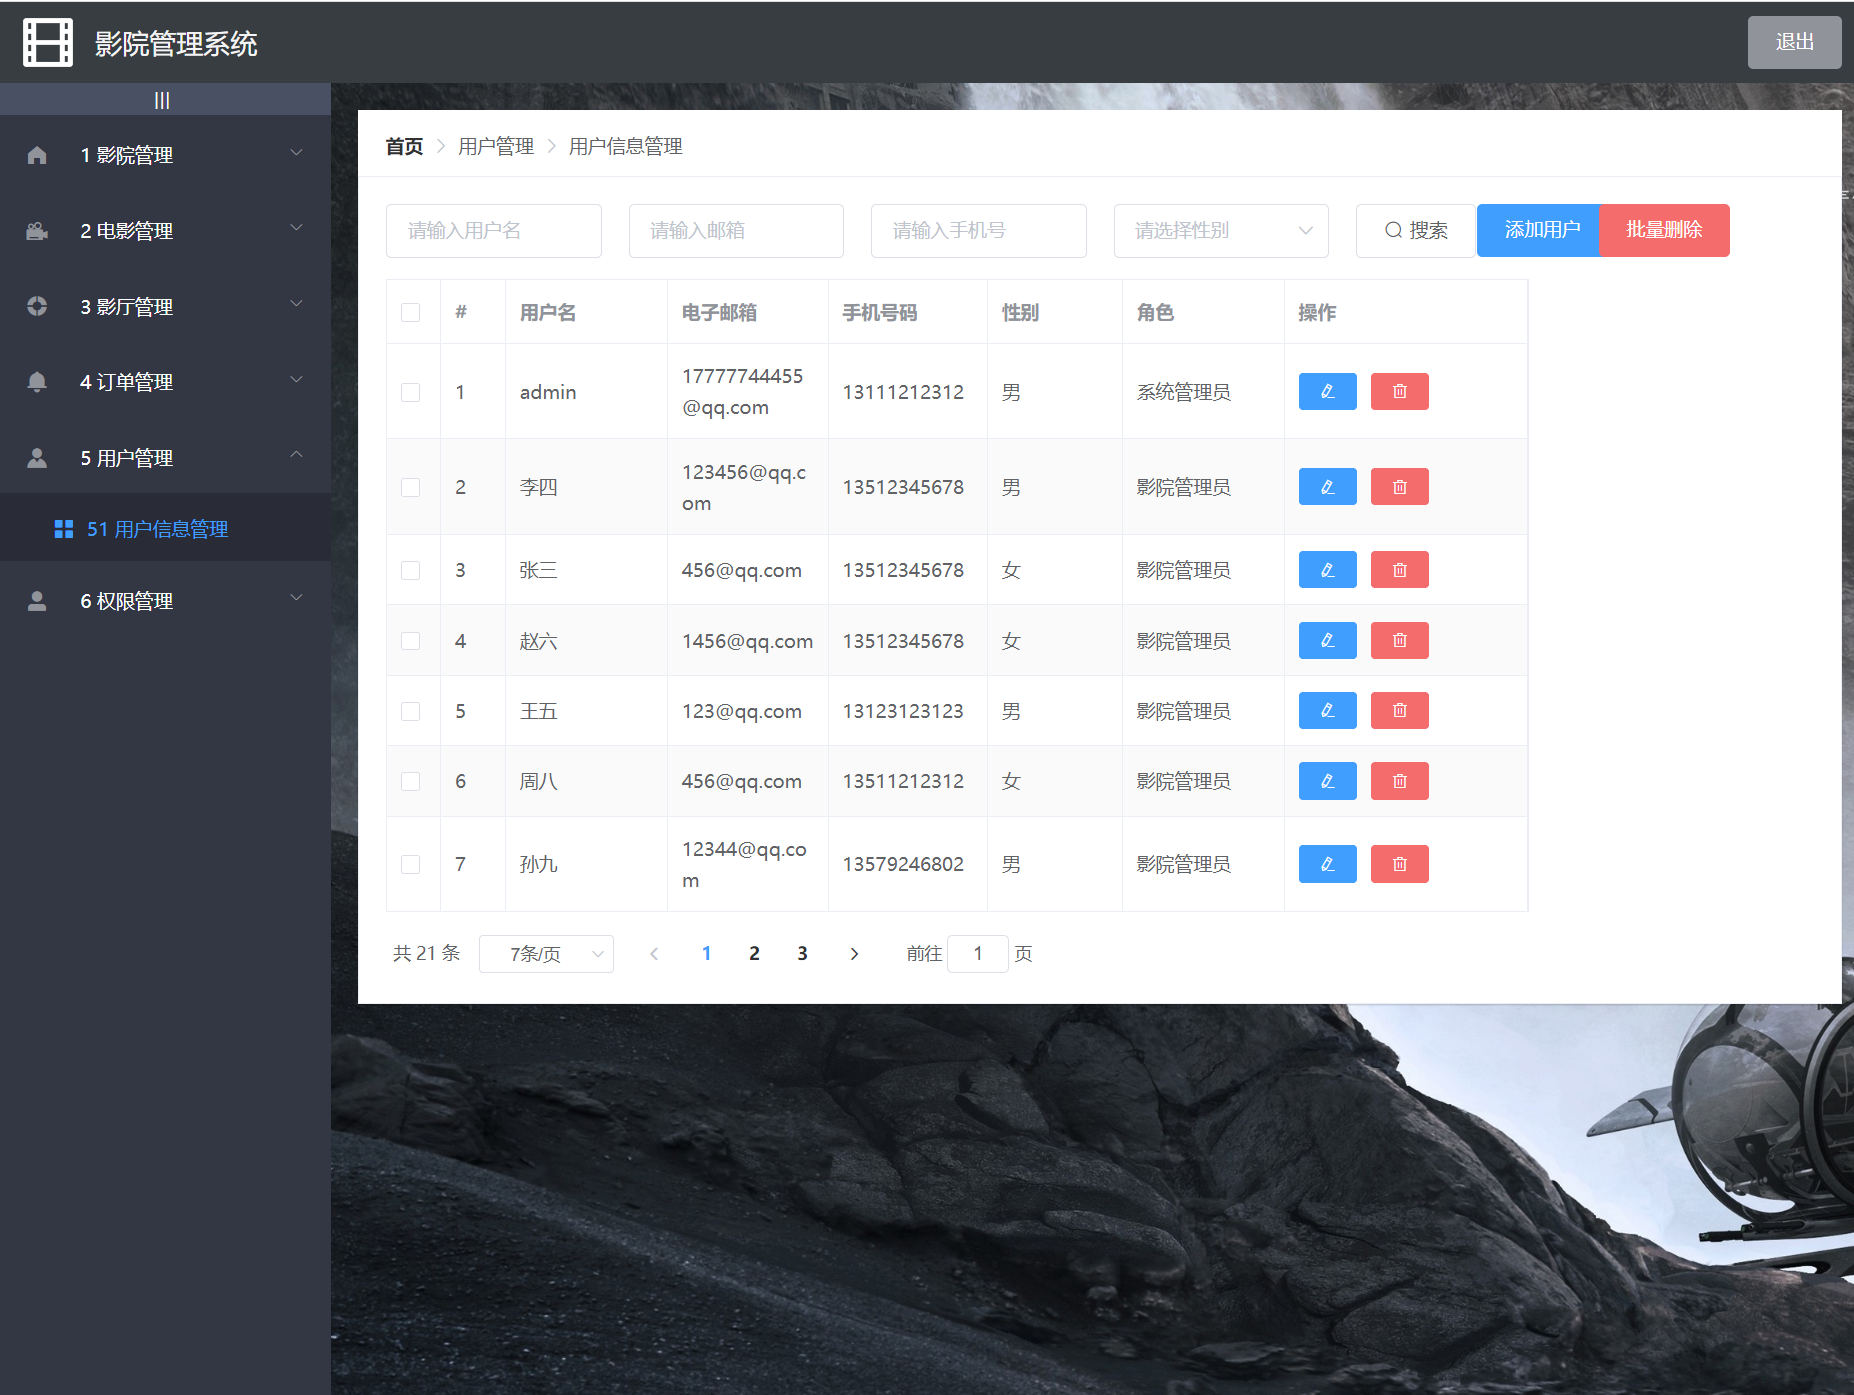 影院管理系统
退出
|||
1 影院管理
2 电影管理
3 影厅管理
4 订单管理
5 用户管理
51 用户信息管理
6 权限管理
首页 > 用户管理 > 用户信息管理
请输入用户名 请输入邮箱 请输入手机号 请选择性别 搜索 添加用户 批量删除
# 用户名 电子邮箱 手机号码 性别 角色 操作
1 admin 17777744455@qq.com 13111212312 男 系统管理员
2 李四 123456@qq.com 13512345678 男 影院管理员
3 张三 456@qq.com 13512345678 女 影院管理员
4 赵六 1456@qq.com 13512345678 女 影院管理员
5 王五 123@qq.com 13123123123 男 影院管理员
6 周八 456@qq.com 13511212312 女 影院管理员
7 孙九 12344@qq.com 13579246802 男 影院管理员
共 21 条 7条/页 < 1 2 3 > 前往 1 页